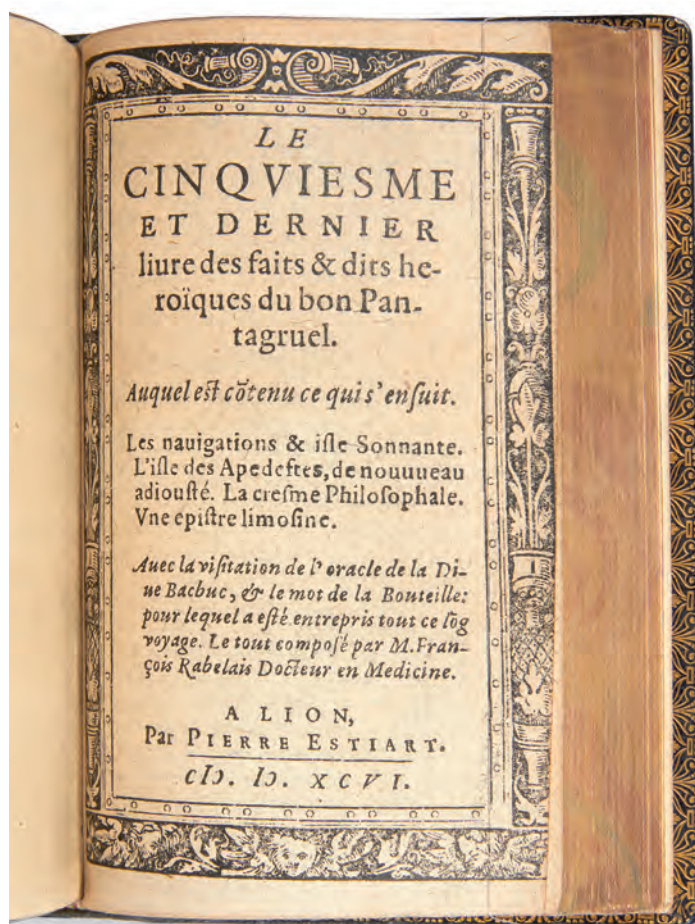 LE
CINQVIESME
ET DERNIER
liure des faits & dits he-
roïques du bon Pan-
tagruel.
Auquel est cõtenu ce qui s'ensuit.
Les nauigations & isle Sonnante.
L'isle des Apedeftes, de nouuueau
adiousté. La cresme Philosophale.
Vne epistre limosine.
Auec la visitation de l'oracle de la Di-
ue Bacbuc, & le mot de la Bouteille:
pour lequel a esté entrepris tout ce lõg
voyage. Le tout composé par M. Fran-
çois Rabelais Docteur en Medicine.
A LION,
Par PIERRE ESTIART.
cIↃ. IↃ. XCVI.